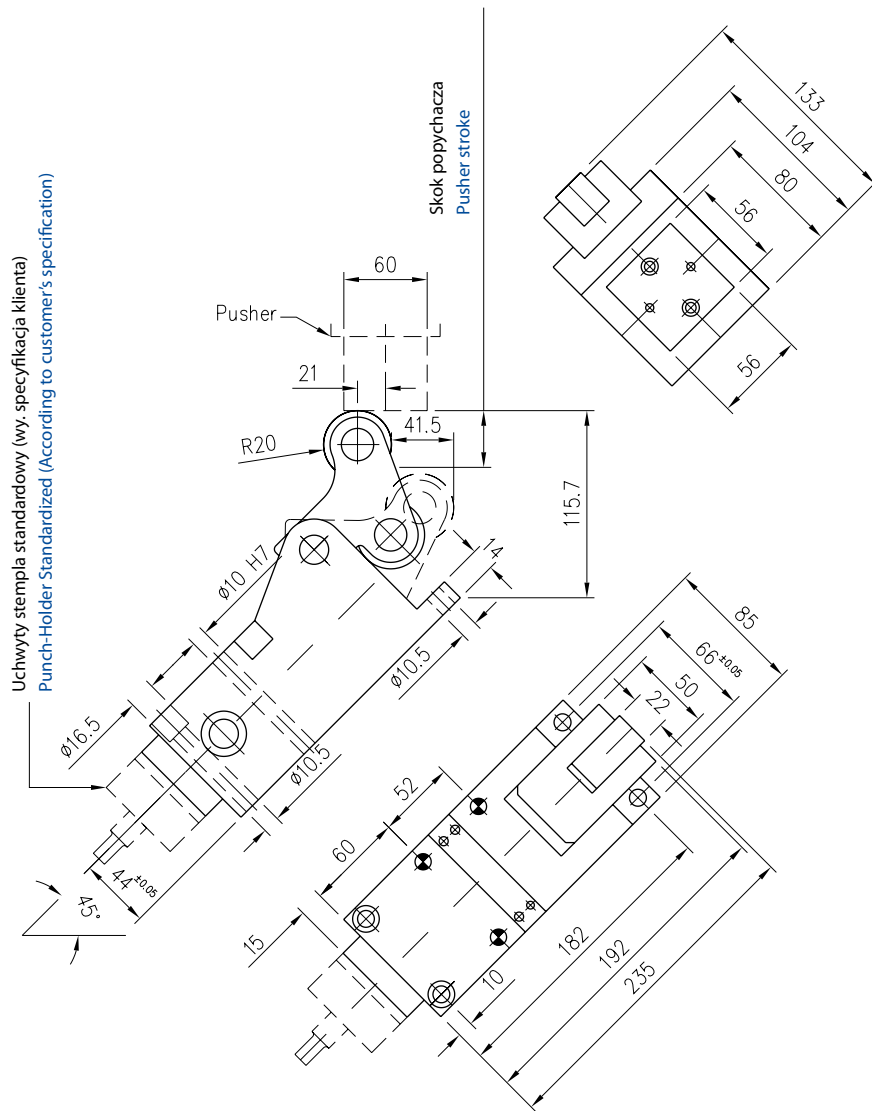 Uchwyty stempla standardowy (wy. specyfikacja klienta)
Punch-Holder Standardized (According to customer's specification)
Skok popychacza
Pusher stroke
133
104
80
56
56
60
Pusher
21
41.5
R20
115.7
14
ø10 H7
ø10.5
ø16.5
ø10.5
44 ±0.05
45°
85
66 ±0.05
50
22
52
60
15
10
182
192
235